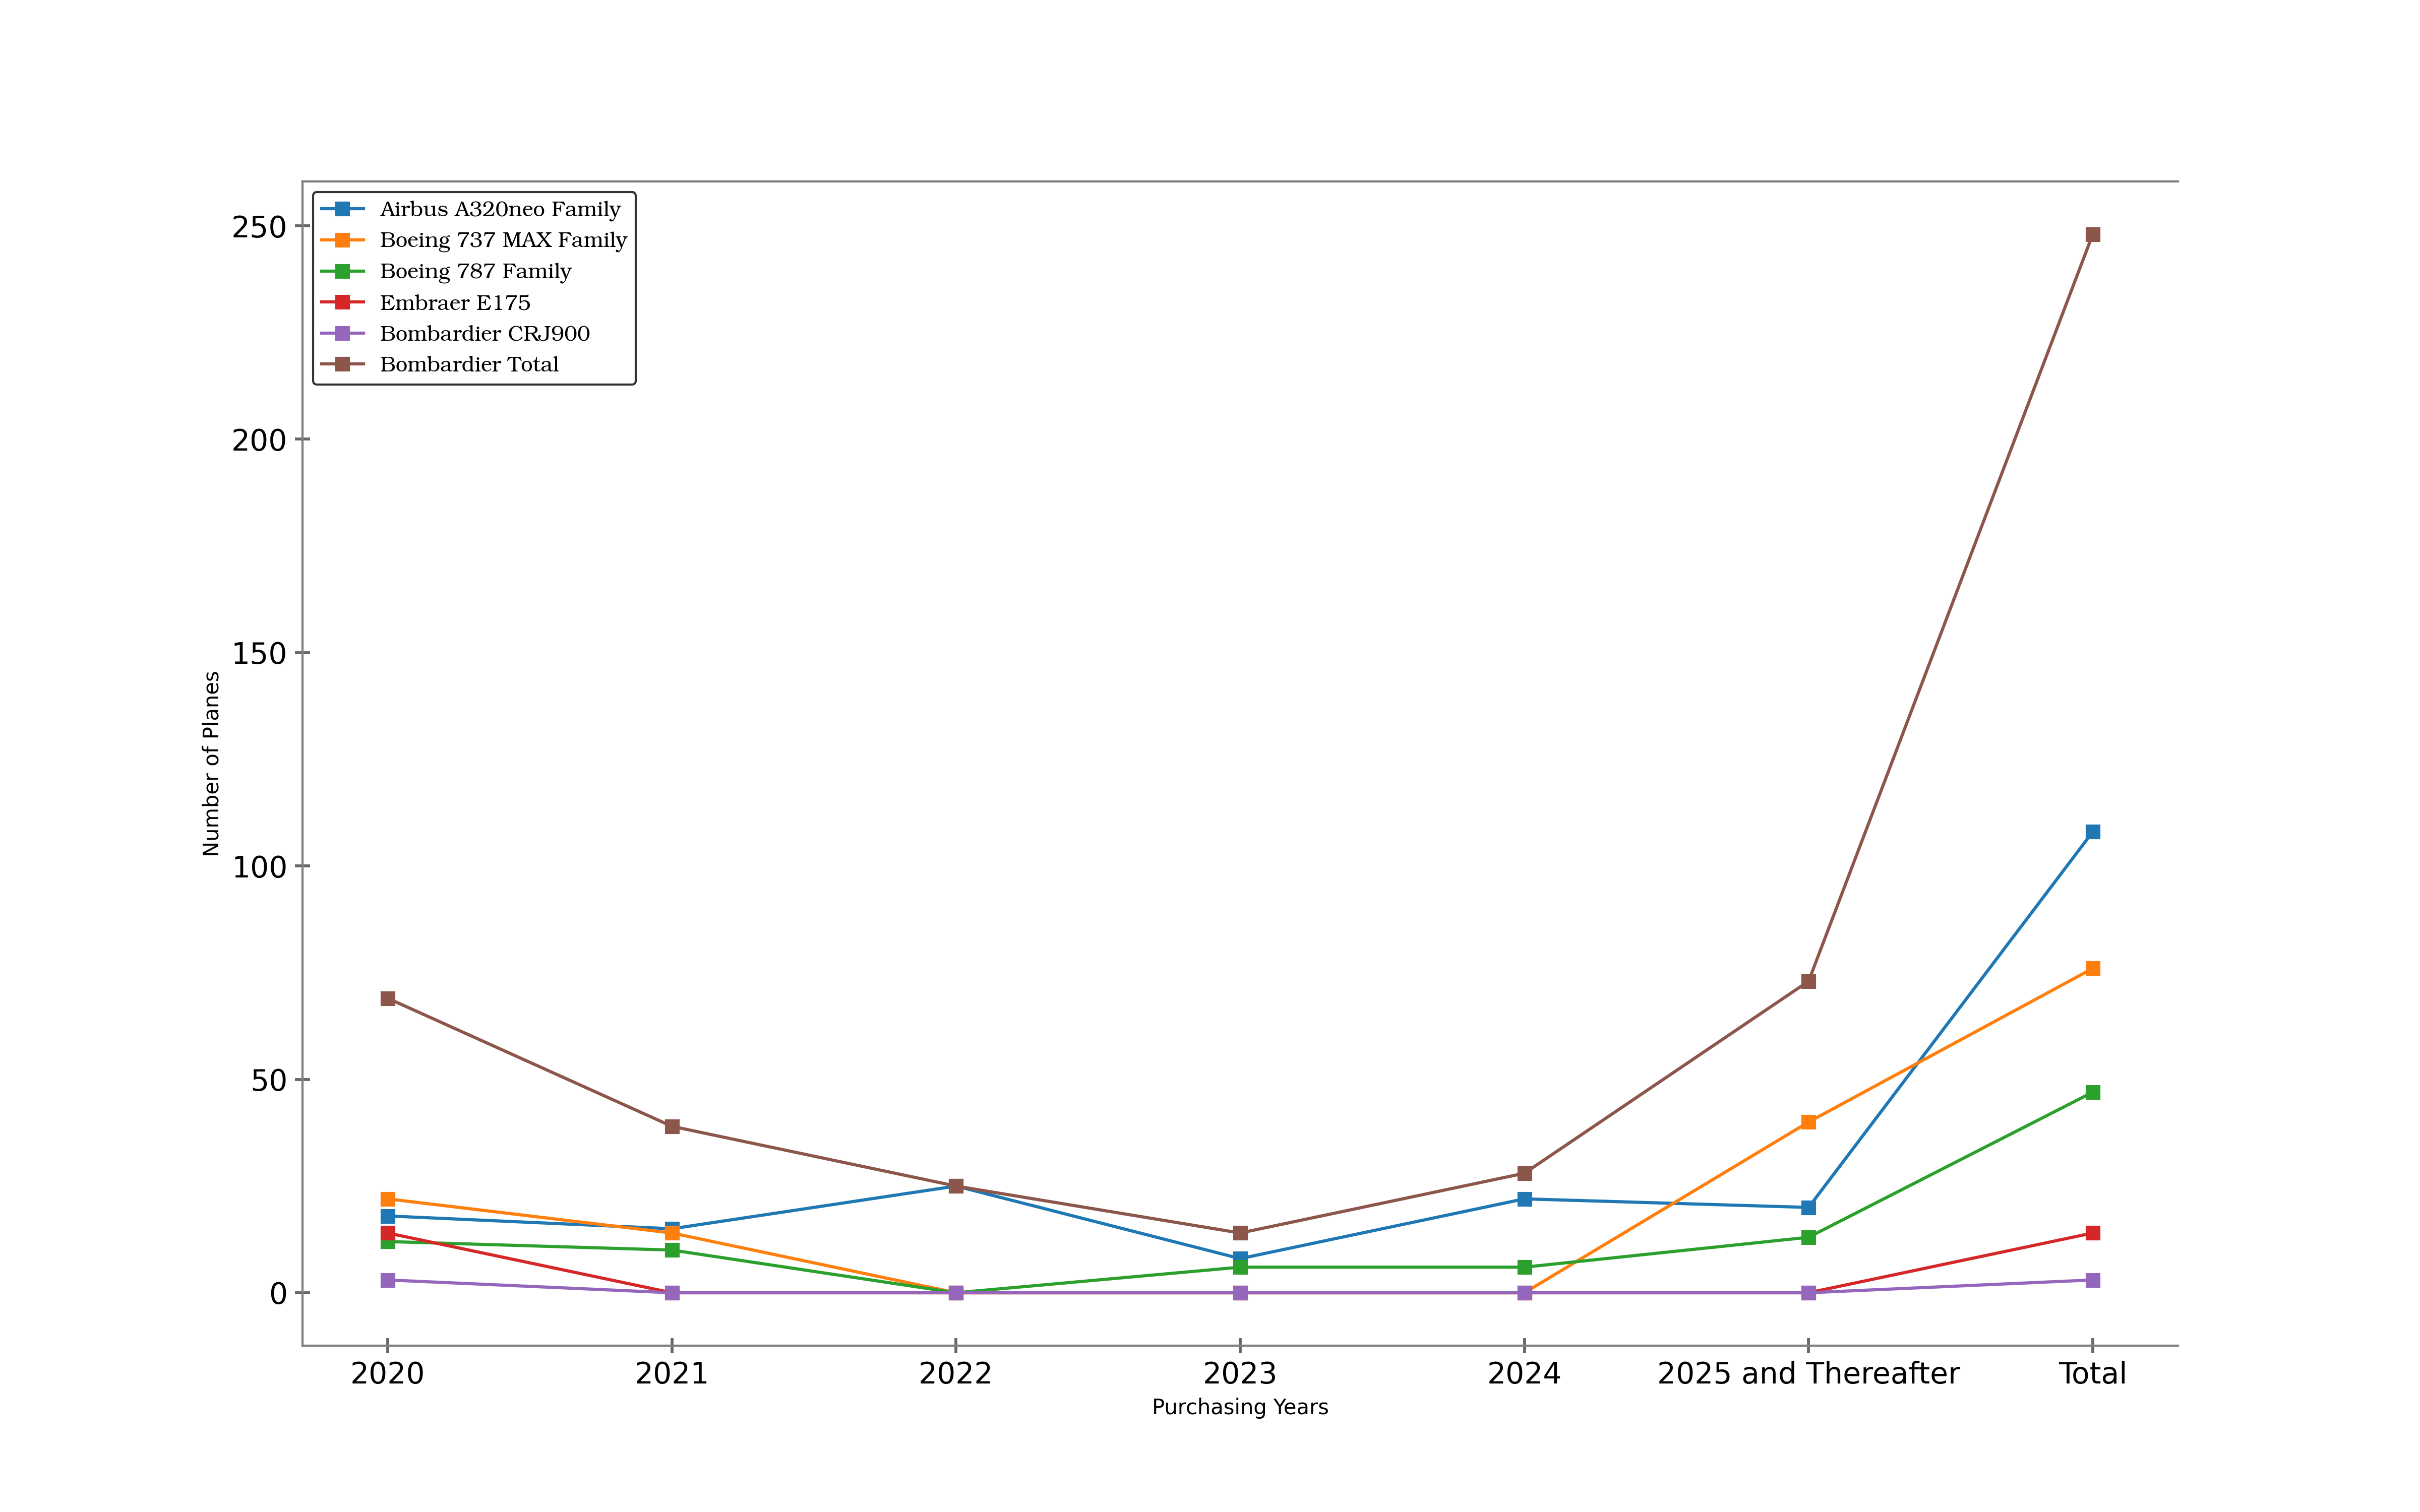 Airbus A320neo Family
Boeing 737 MAX Family
Boeing 787 Family
Embraer E175
Bombardier CRJ900
Bombardier Total
250
200
150
100
50
0
Number of Planes
2020 2021 2022 2023 2024 2025 and Thereafter Total
Purchasing Years